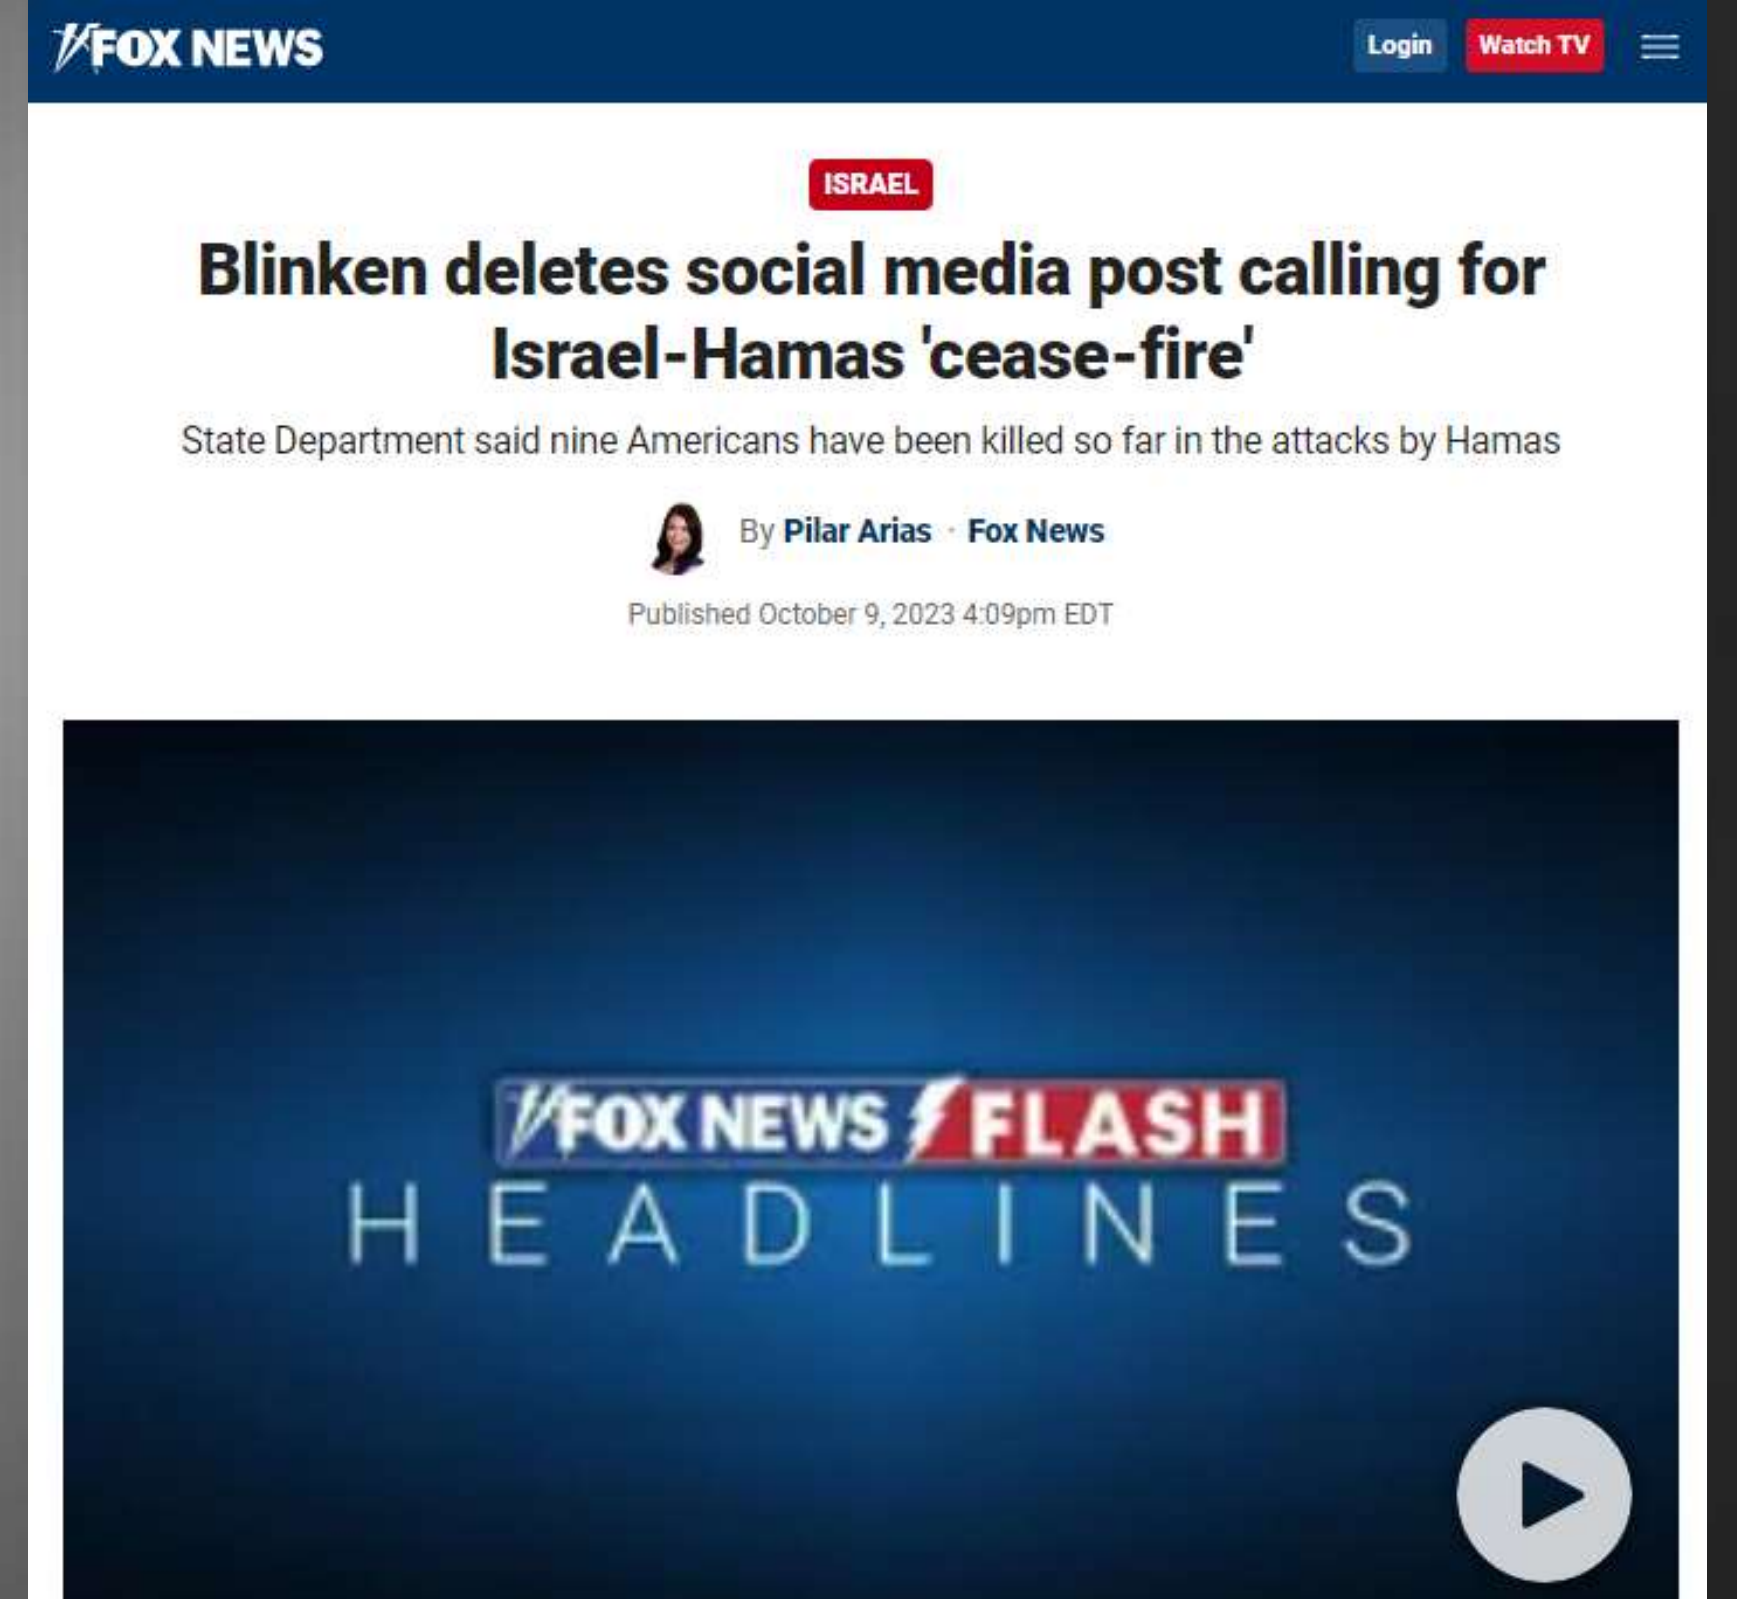 FOX NEWS
Login
Watch TV
ISRAEL
Blinken deletes social media post calling for
Israel-Hamas 'cease-fire'
State Department said nine Americans have been killed so far in the attacks by Hamas
By Pilar Arias · Fox News
Published October 9, 2023 4:09pm EDT
FOX NEWS FLASH
HEADLINES